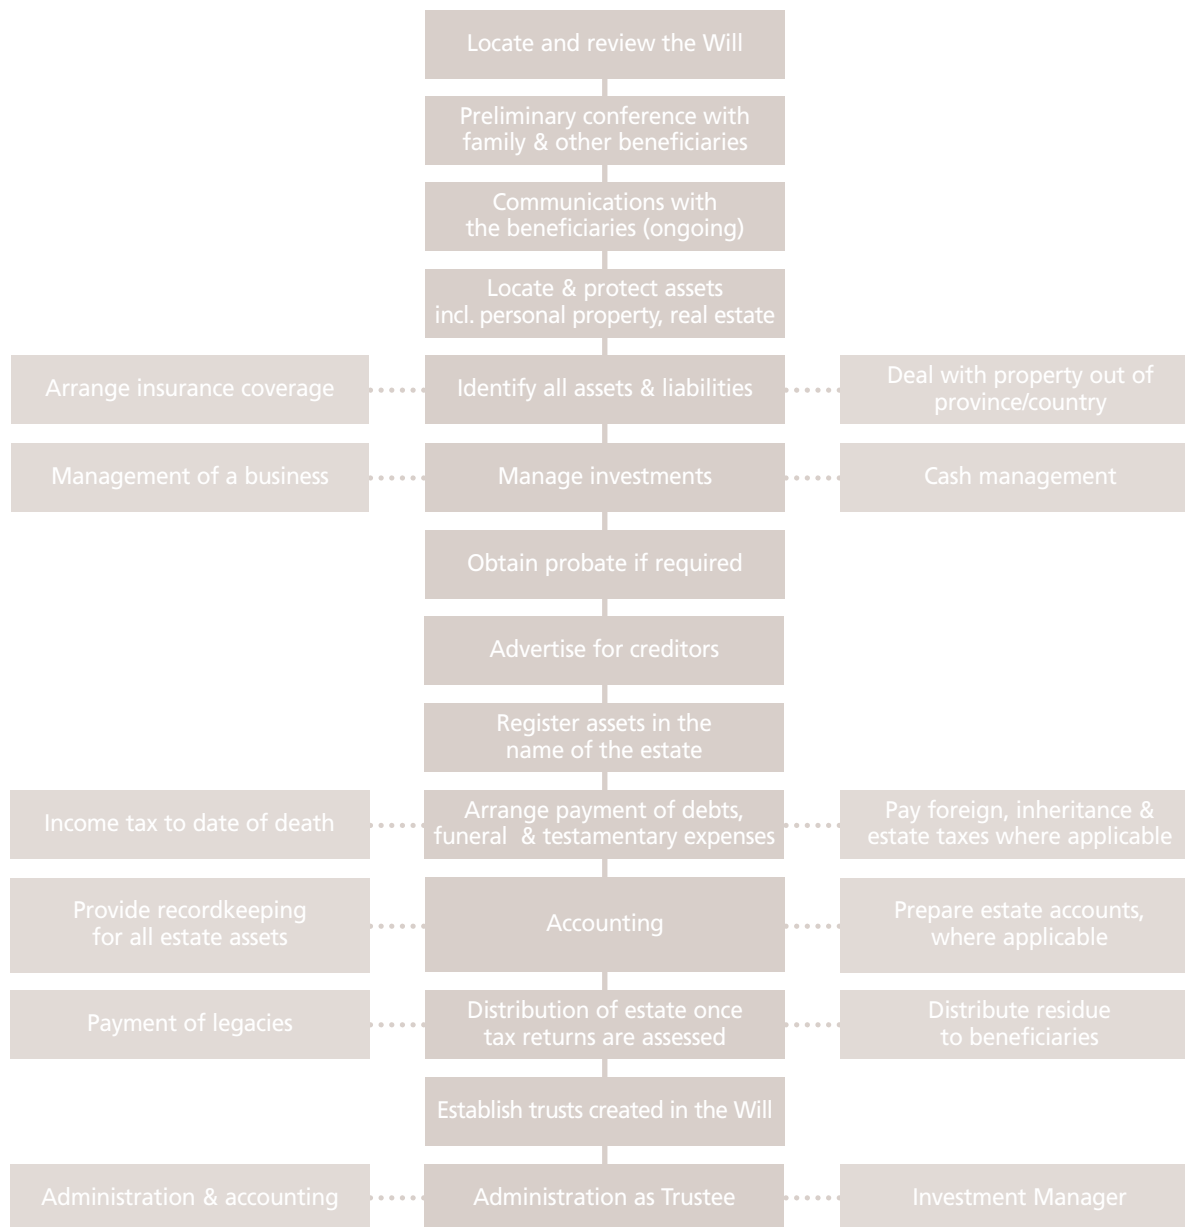 Locate and review the Will
Preliminary conference with
family & other beneficiaries
Communications with
the beneficiaries (ongoing)
Locate & protect assets
incl. personal property, real estate
Arrange insurance coverage
Identify all assets & liabilities
Deal with property out of
province/country
Management of a business
Manage investments
Cash management
Obtain probate if required
Advertise for creditors
Register assets in the
name of the estate
Income tax to date of death
Arrange payment of debts,
funeral & testamentary expenses
Pay foreign, inheritance &
estate taxes where applicable
Provide recordkeeping
for all estate assets
Accounting
Prepare estate accounts,
where applicable
Payment of legacies
Distribution of estate once
tax returns are assessed
Distribute residue
to beneficiaries
Establish trusts created in the Will
Administration & accounting
Administration as Trustee
Investment Manager